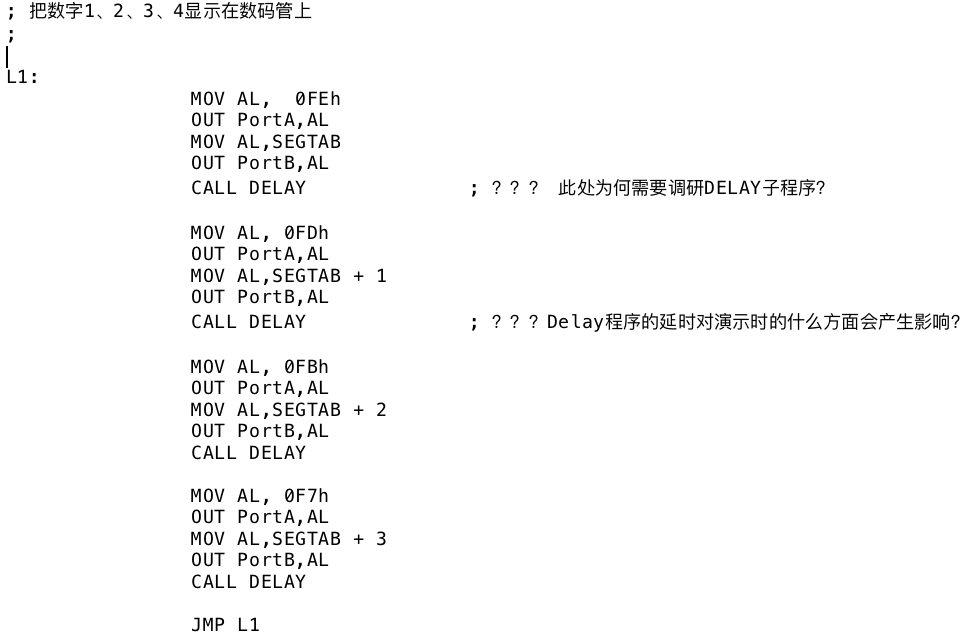 ; 把数字1、2、3、4显示在数码管上
;
L1:
MOV AL, 0FEh
OUT PortA,AL
MOV AL,SEGTAB
OUT PortB,AL
CALL DELAY ; ？？？ 此处为何需要调研DELAY子程序?
MOV AL, 0FDh
OUT PortA,AL
MOV AL,SEGTAB + 1
OUT PortB,AL
CALL DELAY ; ？？？Delay程序的延时对演示时的什么方面会产生影响?
MOV AL, 0FBh
OUT PortA,AL
MOV AL,SEGTAB + 2
OUT PortB,AL
CALL DELAY
MOV AL, 0F7h
OUT PortA,AL
MOV AL,SEGTAB + 3
OUT PortB,AL
CALL DELAY
JMP L1